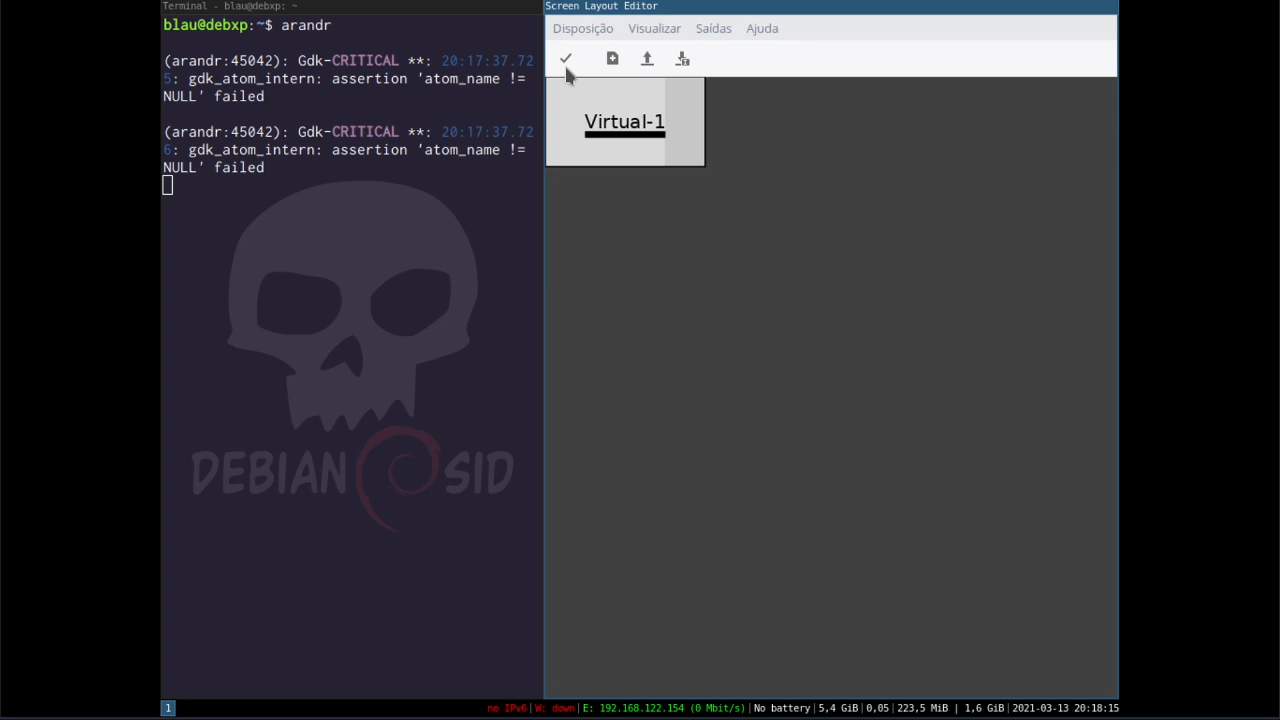 Terminal - blau@debxp: ~
blau@debxp:~$ arandr
(arandr:45042): Gdk-CRITICAL **: 20:17:37.72
5: gdk_atom_intern: assertion 'atom_name !=
NULL' failed
(arandr:45042): Gdk-CRITICAL **: 20:17:37.72
6: gdk_atom_intern: assertion 'atom_name !=
NULL' failed
DEBIAN SID
Screen Layout Editor
Disposição Visualizar Saídas Ajuda
Virtual-1
1
no IPv6|W: down|E: 192.168.122.154 (0 Mbit/s)|No battery|5,4 GiB|0,05|223,5 MiB | 1,6 GiB|2021-03-13 20:18:15